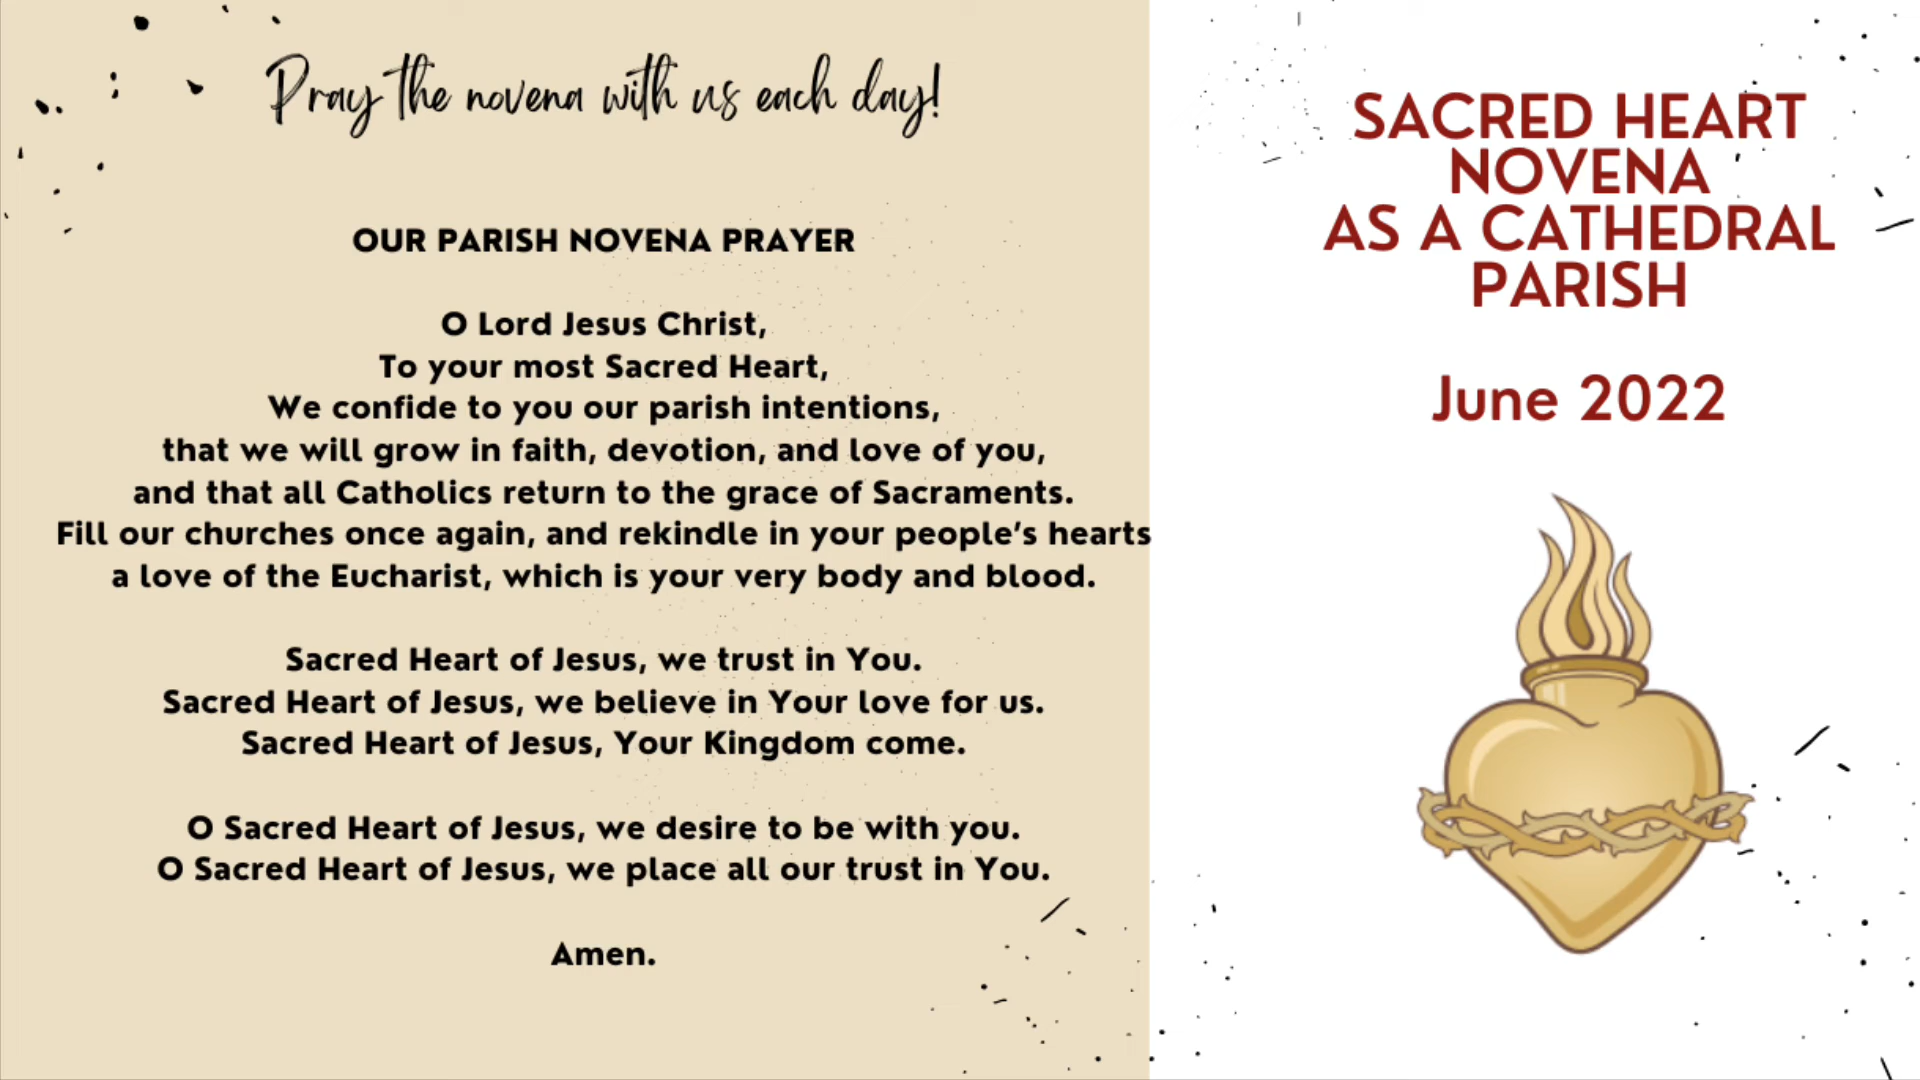 Pray the novena with us each day!
OUR PARISH NOVENA PRAYER
O Lord Jesus Christ,
To your most Sacred Heart,
We confide to you our parish intentions,
that we will grow in faith, devotion, and love of you,
and that all Catholics return to the grace of Sacraments.
Fill our churches once again, and rekindle in your people's hearts
a love of the Eucharist, which is your very body and blood.
Sacred Heart of Jesus, we trust in You.
Sacred Heart of Jesus, we believe in Your love for us.
Sacred Heart of Jesus, Your Kingdom come.
O Sacred Heart of Jesus, we desire to be with you.
O Sacred Heart of Jesus, we place all our trust in You.
Amen.
SACRED HEART
NOVENA
AS A CATHEDRAL
PARISH
June 2022